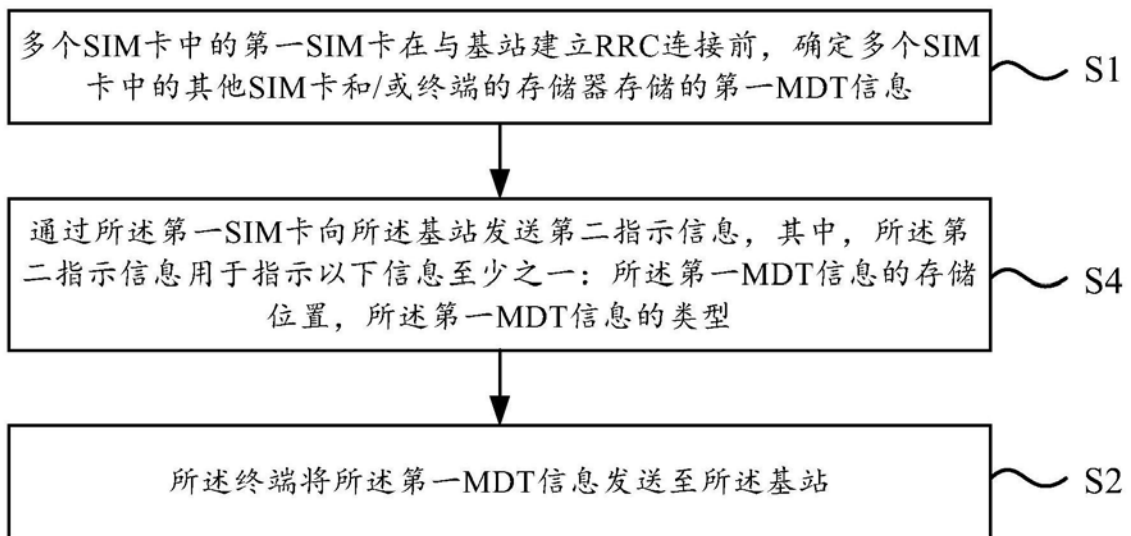 多个SIM卡中的第一SIM卡在与基站建立RRC连接前，确定多个SIM
卡中的其他SIM卡和/或终端的存储器存储的第一MDT信息
S1
通过所述第一SIM卡向所述基站发送第二指示信息，其中，所述第
二指示信息用于指示以下信息至少之一：所述第一MDT信息的存储
位置，所述第一MDT信息的类型
S4
所述终端将所述第一MDT信息发送至所述基站
S2